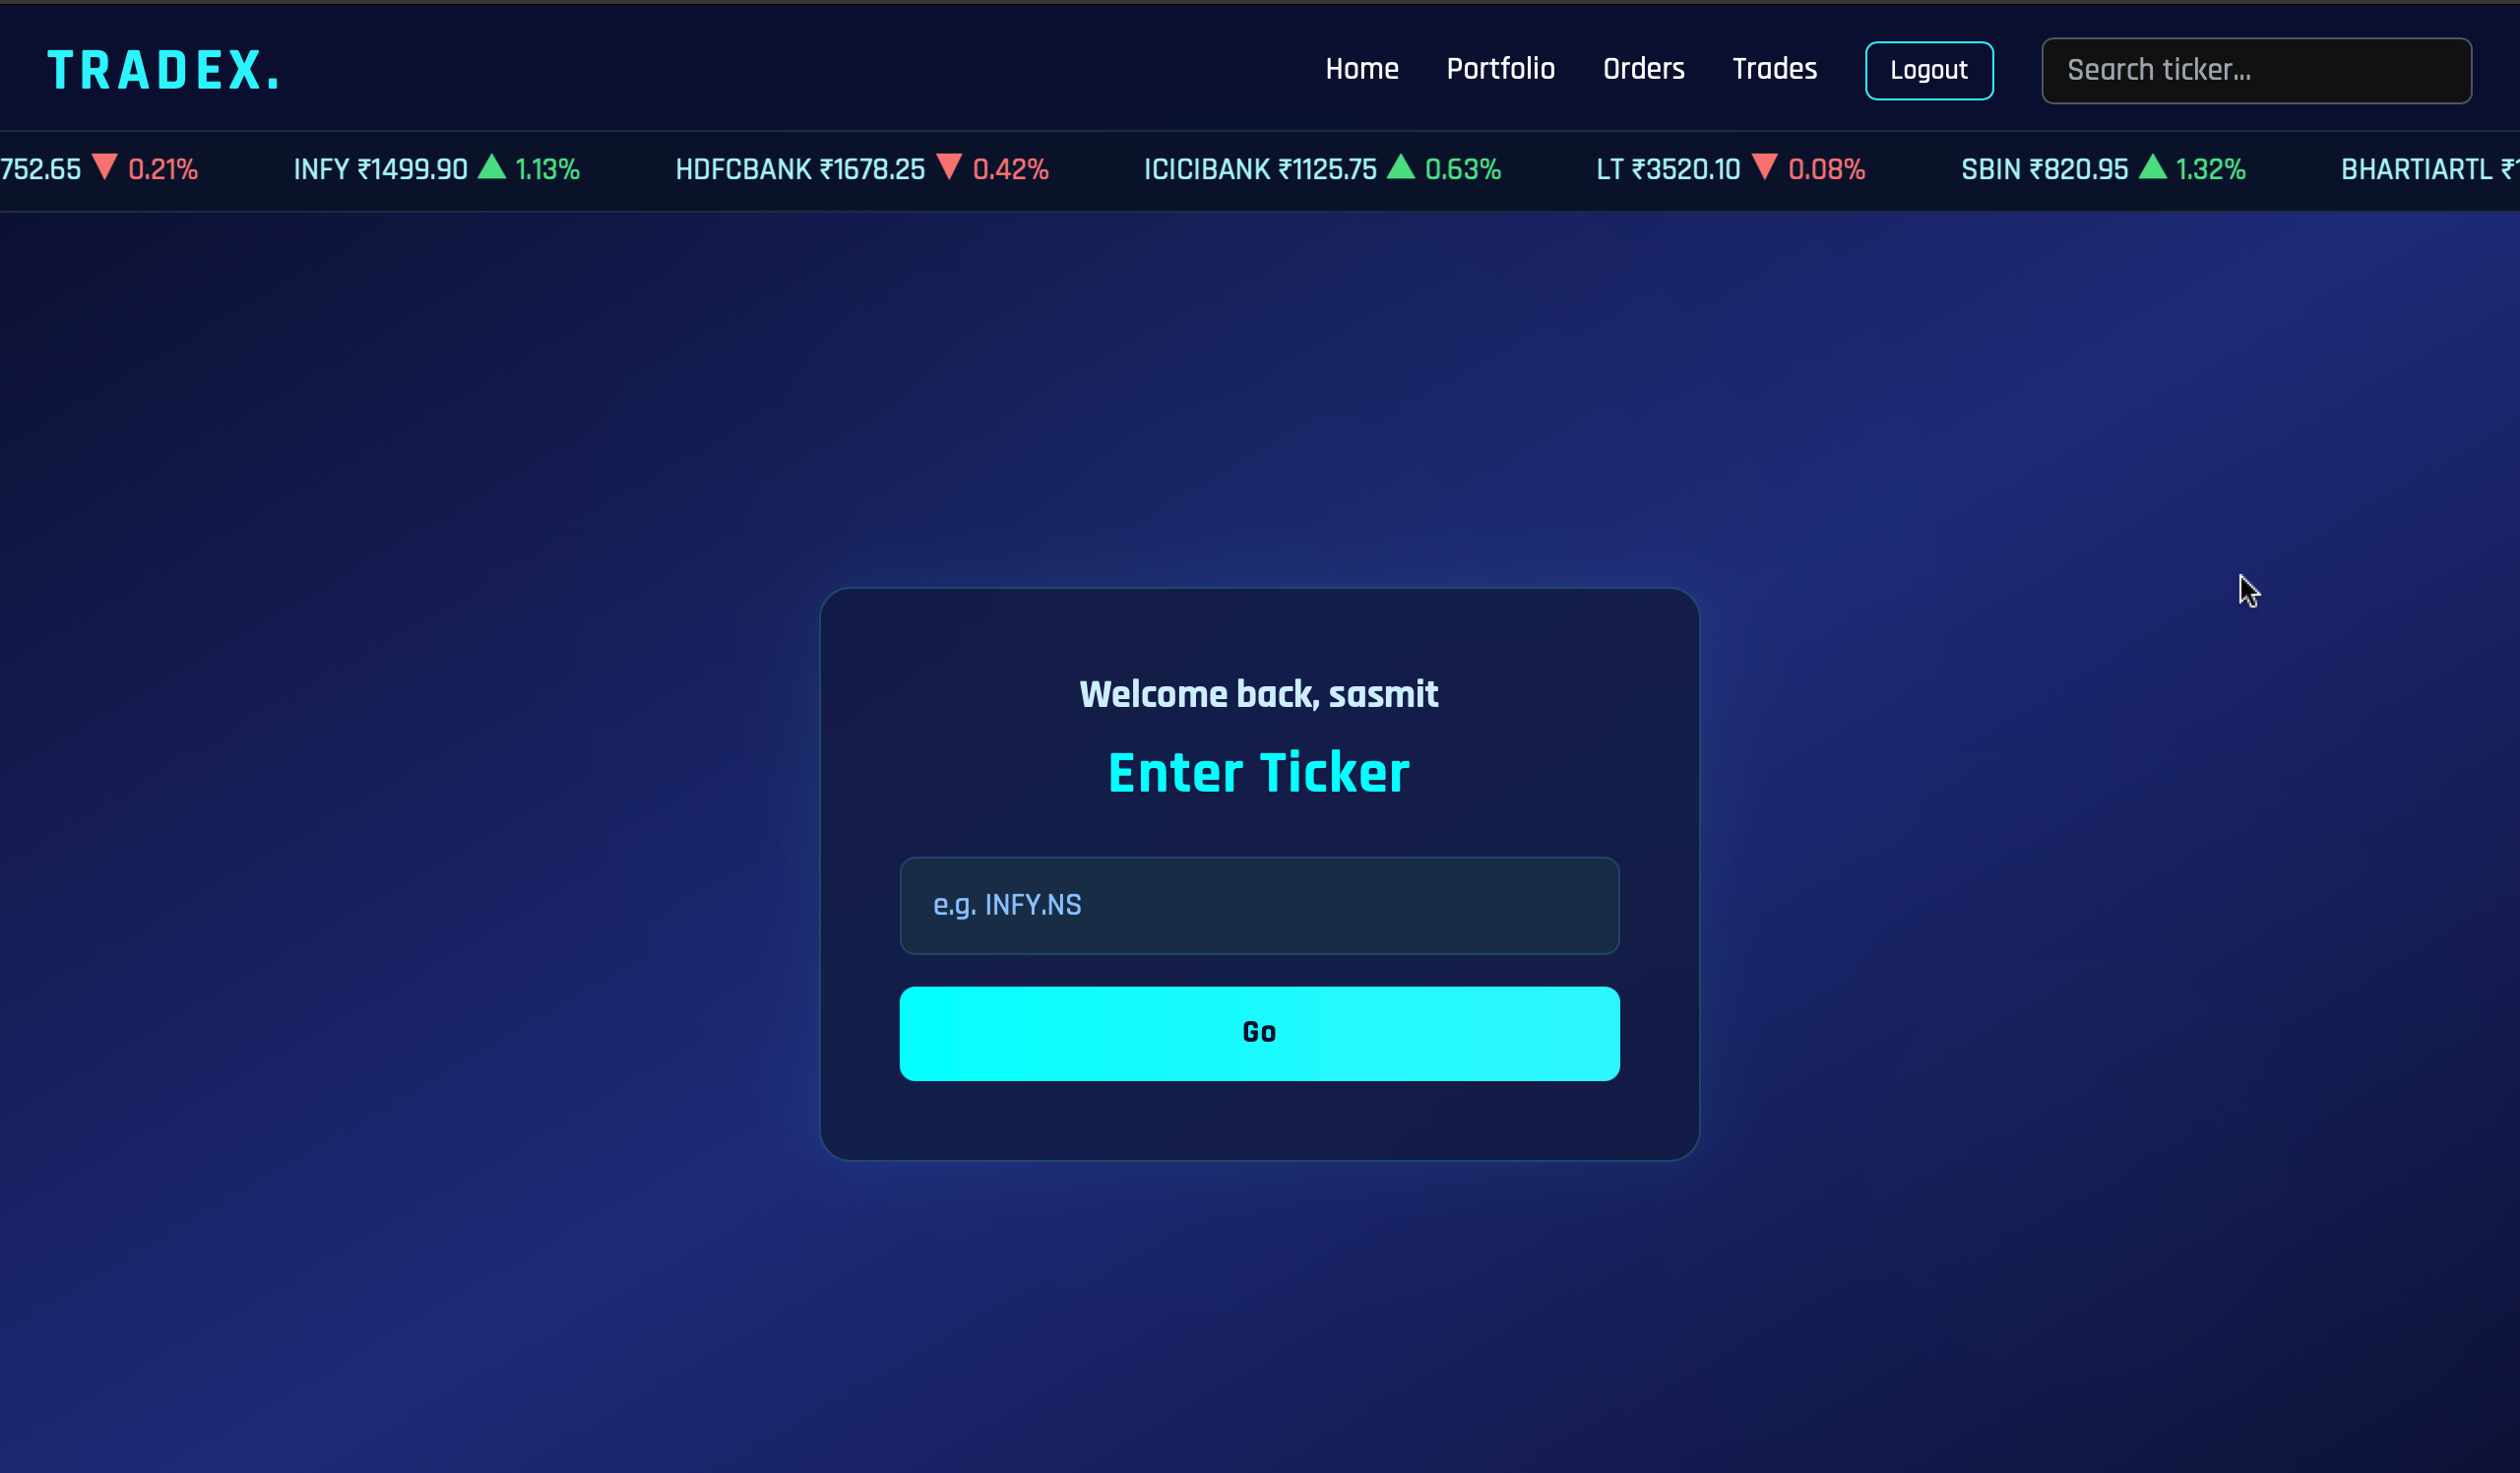 TRADEX.
Home Portfolio Orders Trades Logout Search ticker...
752.65 ▼ 0.21% INFY ₹1499.90 ▲ 1.13% HDFCBANK ₹1678.25 ▼ 0.42% ICICIBANK ₹1125.75 ▲ 0.63% LT ₹3520.10 ▼ 0.08% SBIN ₹820.95 ▲ 1.32% BHARTIARTL ₹
Welcome back, sasmit
Enter Ticker
e.g. INFY.NS
Go